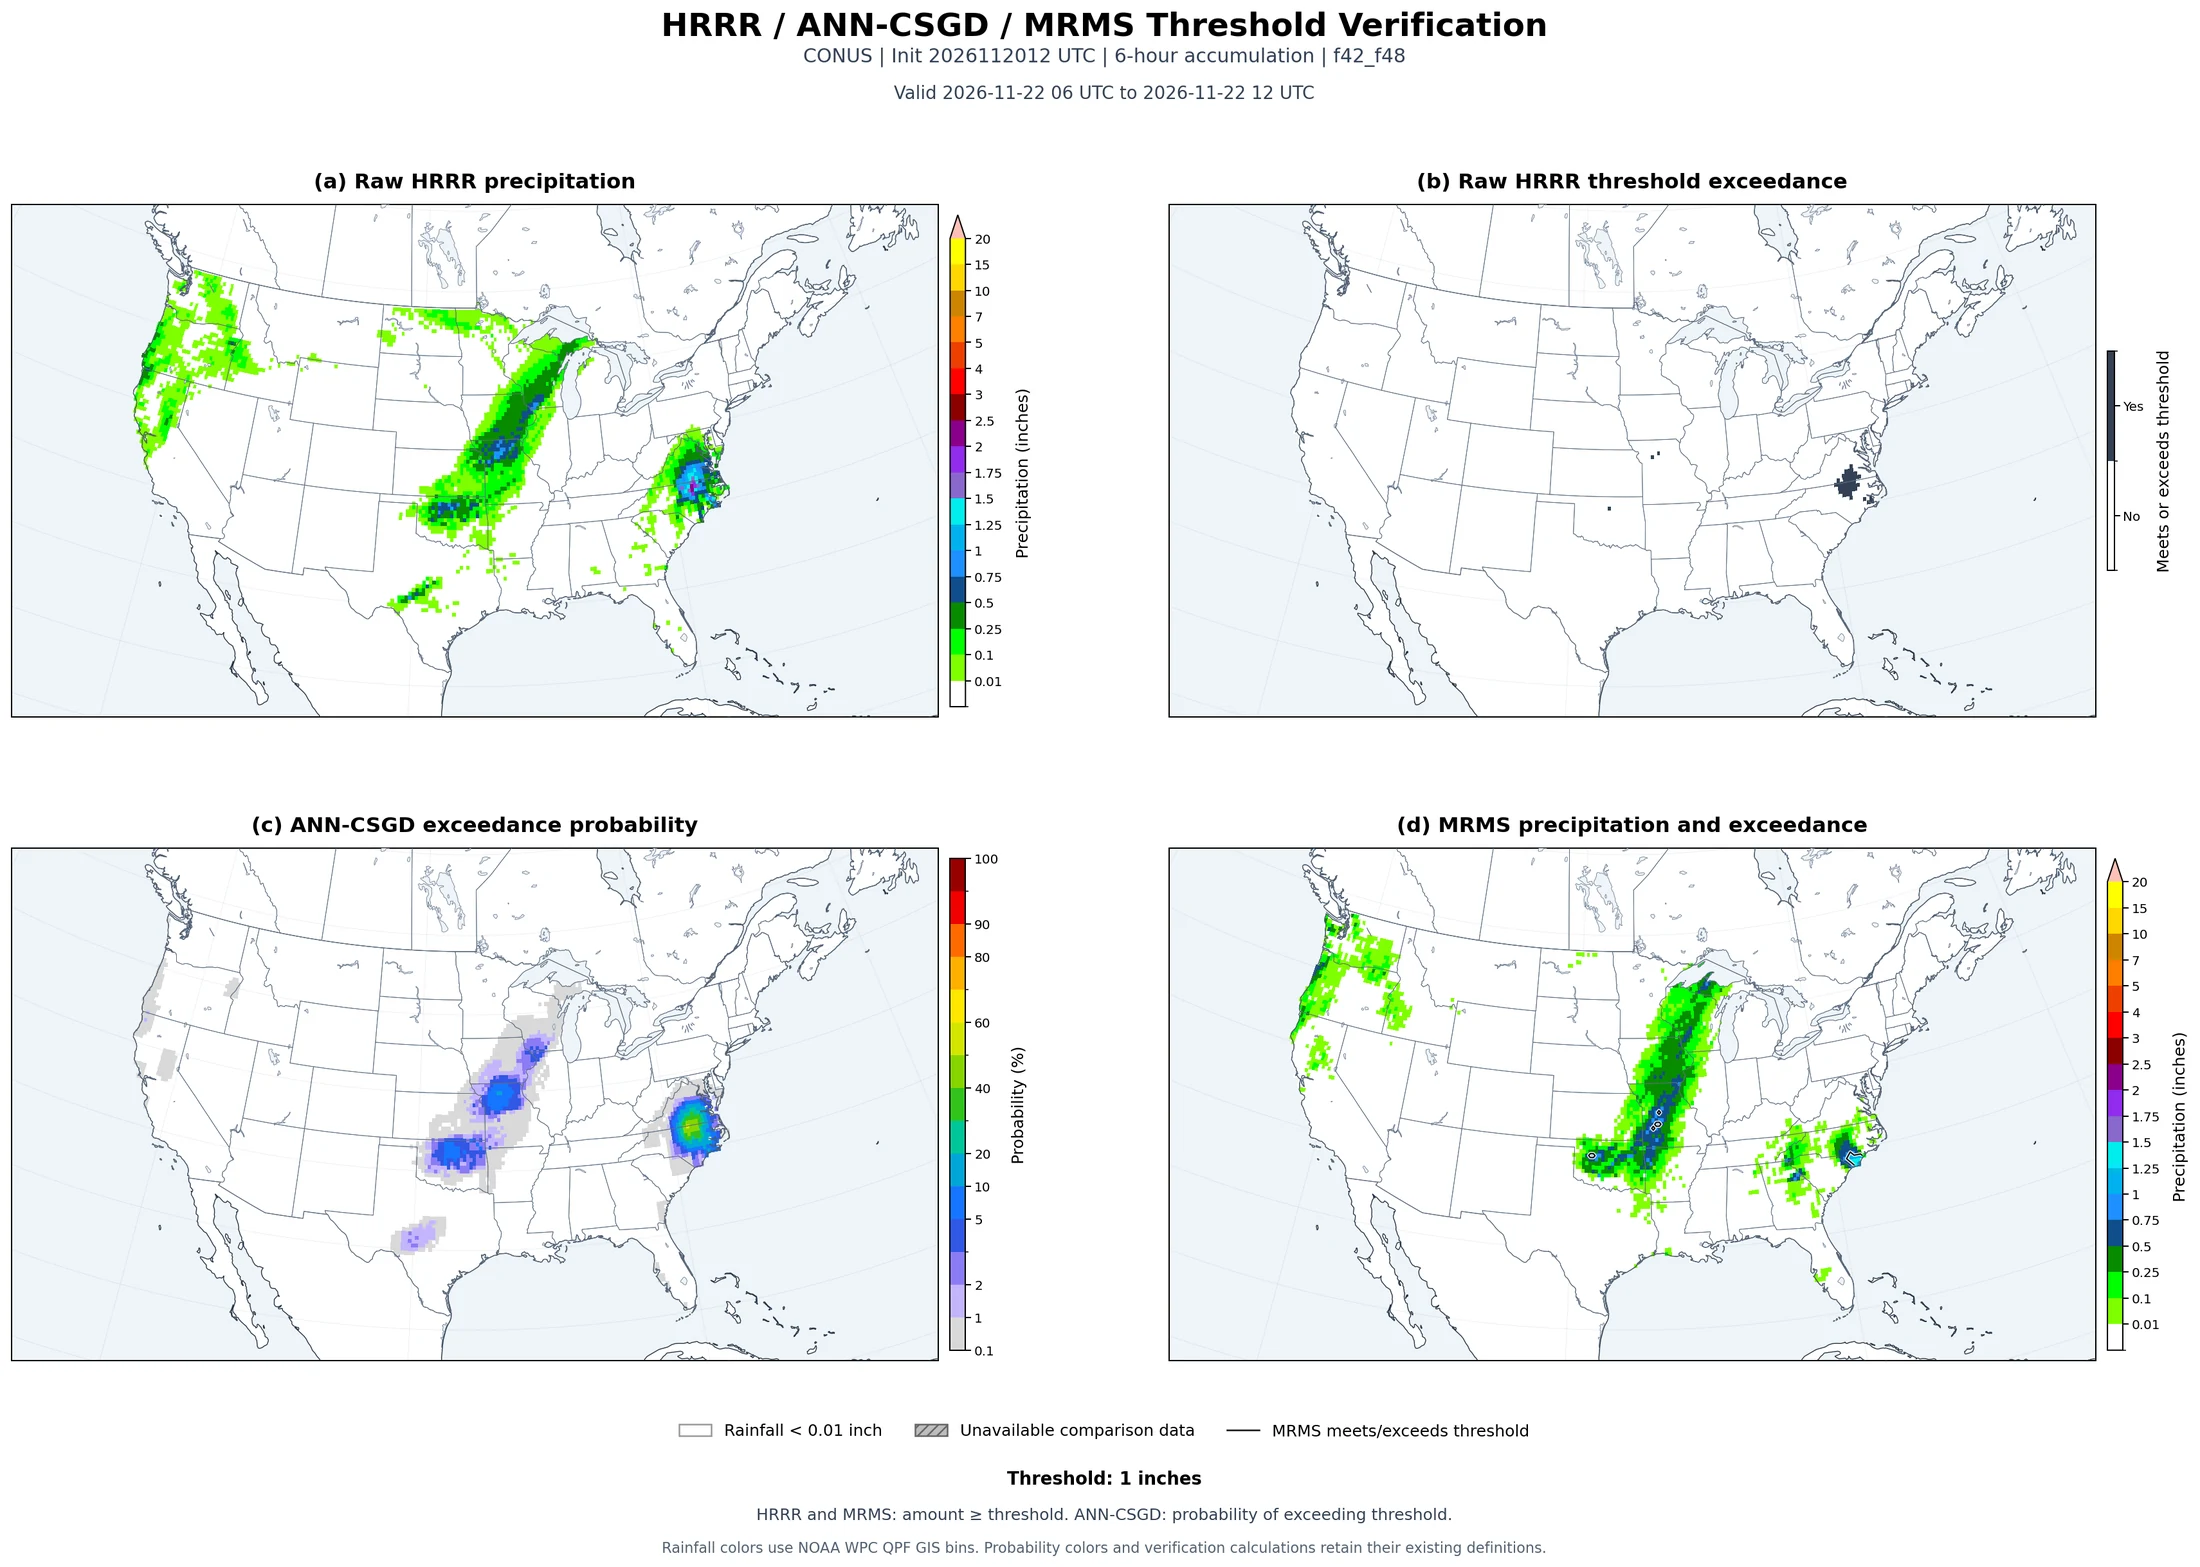 HRRR / ANN-CSGD / MRMS Threshold Verification
CONUS | Init 2026112012 UTC | 6-hour accumulation | f42_f48
Valid 2026-11-22 06 UTC to 2026-11-22 12 UTC
(a) Raw HRRR precipitation
20
15
10
7
5
4
3
2.5
2
1.75
1.5
1.25
1
0.75
0.5
0.25
0.1
0.01
Precipitation (inches)
(b) Raw HRRR threshold exceedance
Yes
No
Meets or exceeds threshold
(c) ANN-CSGD exceedance probability
100
90
80
60
40
20
10
5
2
1
0.1
Probability (%)
(d) MRMS precipitation and exceedance
20
15
10
7
5
4
3
2.5
2
1.75
1.5
1.25
1
0.75
0.5
0.25
0.1
0.01
Precipitation (inches)
Rainfall < 0.01 inch
Unavailable comparison data
MRMS meets/exceeds threshold
Threshold: 1 inches
HRRR and MRMS: amount ≥ threshold. ANN-CSGD: probability of exceeding threshold.
Rainfall colors use NOAA WPC QPF GIS bins. Probability colors and verification calculations retain their existing definitions.